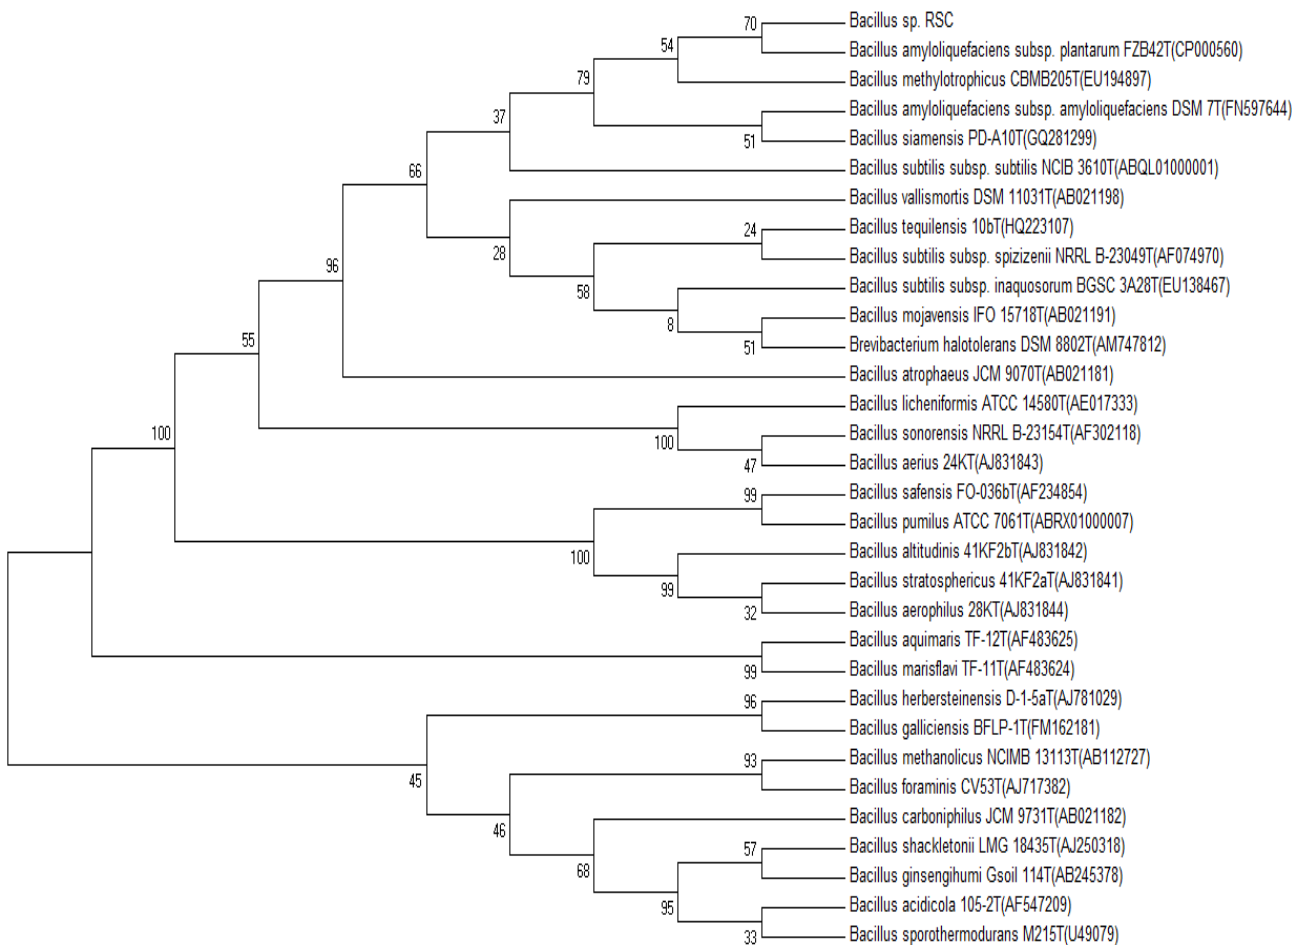 70
Bacillus sp. RSC
54
Bacillus amyloliquefaciens subsp. plantarum FZB42T(CP000560)
79
Bacillus methylotrophicus CBMB205T(EU194897)
37
Bacillus amyloliquefaciens subsp. amyloliquefaciens DSM 7T(FN597644)
51
Bacillus siamensis PD-A10T(GQ281299)
66
Bacillus subtilis subsp. subtilis NCIB 3610T(ABQL01000001)
Bacillus vallismortis DSM 11031T(AB021198)
24
Bacillus tequilensis 10bT(HQ223107)
28
Bacillus subtilis subsp. spizizenii NRRL B-23049T(AF074970)
96
58
Bacillus subtilis subsp. inaquosorum BGSC 3A28T(EU138467)
8
Bacillus mojavensis IFO 15718T(AB021191)
55
51
Brevibacterium halotolerans DSM 8802T(AM747812)
Bacillus atrophaeus JCM 9070T(AB021181)
Bacillus licheniformis ATCC 14580T(AE017333)
100
100
Bacillus sonorensis NRRL B-23154T(AF302118)
47
Bacillus aerius 24KT(AJ831843)
99
Bacillus safensis FO-036bT(AF234854)
Bacillus pumilus ATCC 7061T(ABRX01000007)
100
Bacillus altitudinis 41KF2bT(AJ831842)
99
Bacillus stratosphericus 41KF2aT(AJ831841)
32
Bacillus aerophilus 28KT(AJ831844)
Bacillus aquimaris TF-12T(AF483625)
99
Bacillus marisflavi TF-11T(AF483624)
96
Bacillus herbersteinensis D-1-5aT(AJ781029)
Bacillus galliciensis BFLP-1T(FM162181)
45
93
Bacillus methanolicus NCIMB 13113T(AB112727)
Bacillus foraminis CV53T(AJ717382)
46
Bacillus carboniphilus JCM 9731T(AB021182)
57
Bacillus shackletonii LMG 18435T(AJ250318)
68
Bacillus ginsengihumi Gsoil 114T(AB245378)
95
Bacillus acidicola 105-2T(AF547209)
33
Bacillus sporothermodurans M215T(U49079)